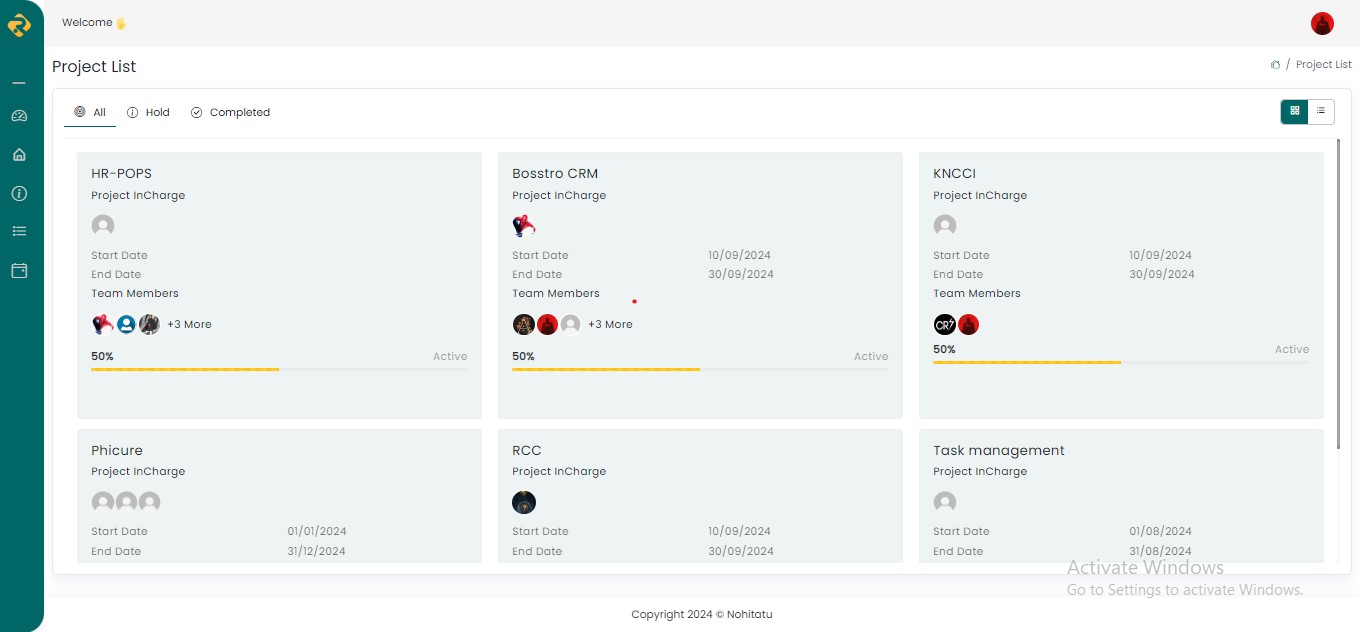 Welcome 🖐
Project List
/ Project List
All
Hold
Completed
HR-POPS
Project InCharge
Start Date
End Date
Team Members
+3 More
50%
Active
Bosstro CRM
Project InCharge
Start Date 10/09/2024
End Date 30/09/2024
Team Members
+3 More
50%
Active
KNCCI
Project InCharge
Start Date 10/09/2024
End Date 30/09/2024
Team Members
CR7
50%
Active
Phicure
Project InCharge
Start Date 01/01/2024
End Date 31/12/2024
RCC
Project InCharge
Start Date 10/09/2024
End Date 30/09/2024
Task management
Project InCharge
Start Date 01/08/2024
End Date 31/08/2024
Activate Windows
Go to Settings to activate Windows.
Copyright 2024 © Nohitatu